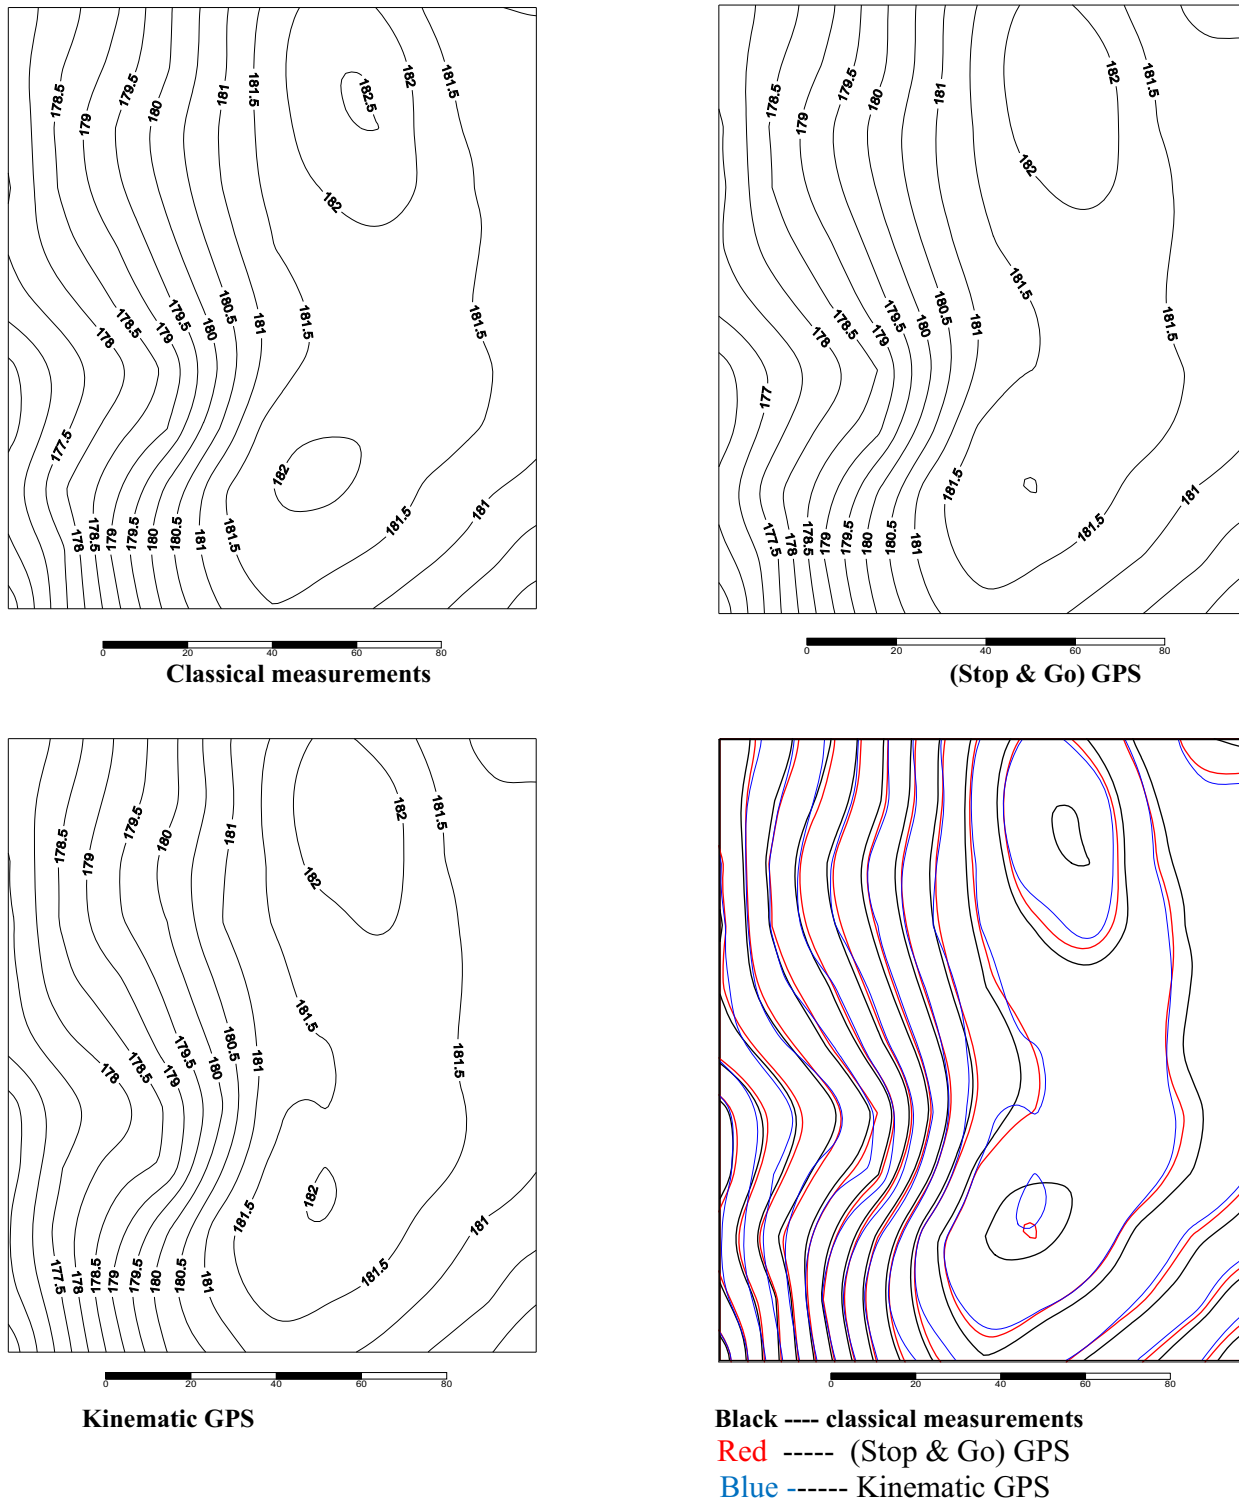 178.5 179 179.5 180 181 181.5 182.5 182 181.5
182
178 178.5 179 179.5 180 180.5 181 181.5 181.5
177.5 182
178 178.5 179 179.5 180 180.5 181 181.5 181.5 181
0 20 40 60 80
Classical measurements
178.5 179 179.5 180 181 182 181.5
182
181.5
178 178.5 179 179.5 180 180.5 181 181.5
177
181.5 181
177.5 178 178.5 179 179.5 180 180.5 181 181.5
0 20 40 60 80
(Stop & Go) GPS
178.5 179 179.5 180 181 182 181.5
182
181.5
178 178.5 179 179.5 180 180.5 181 181.5
182
181.5 181
177.5 178 178.5 179 179.5 180 180.5 181 181.5
0 20 40 60 80
Kinematic GPS
0 20 40 60 80
Black ---- classical measurements
Red ----- (Stop & Go) GPS
Blue ------ Kinematic GPS